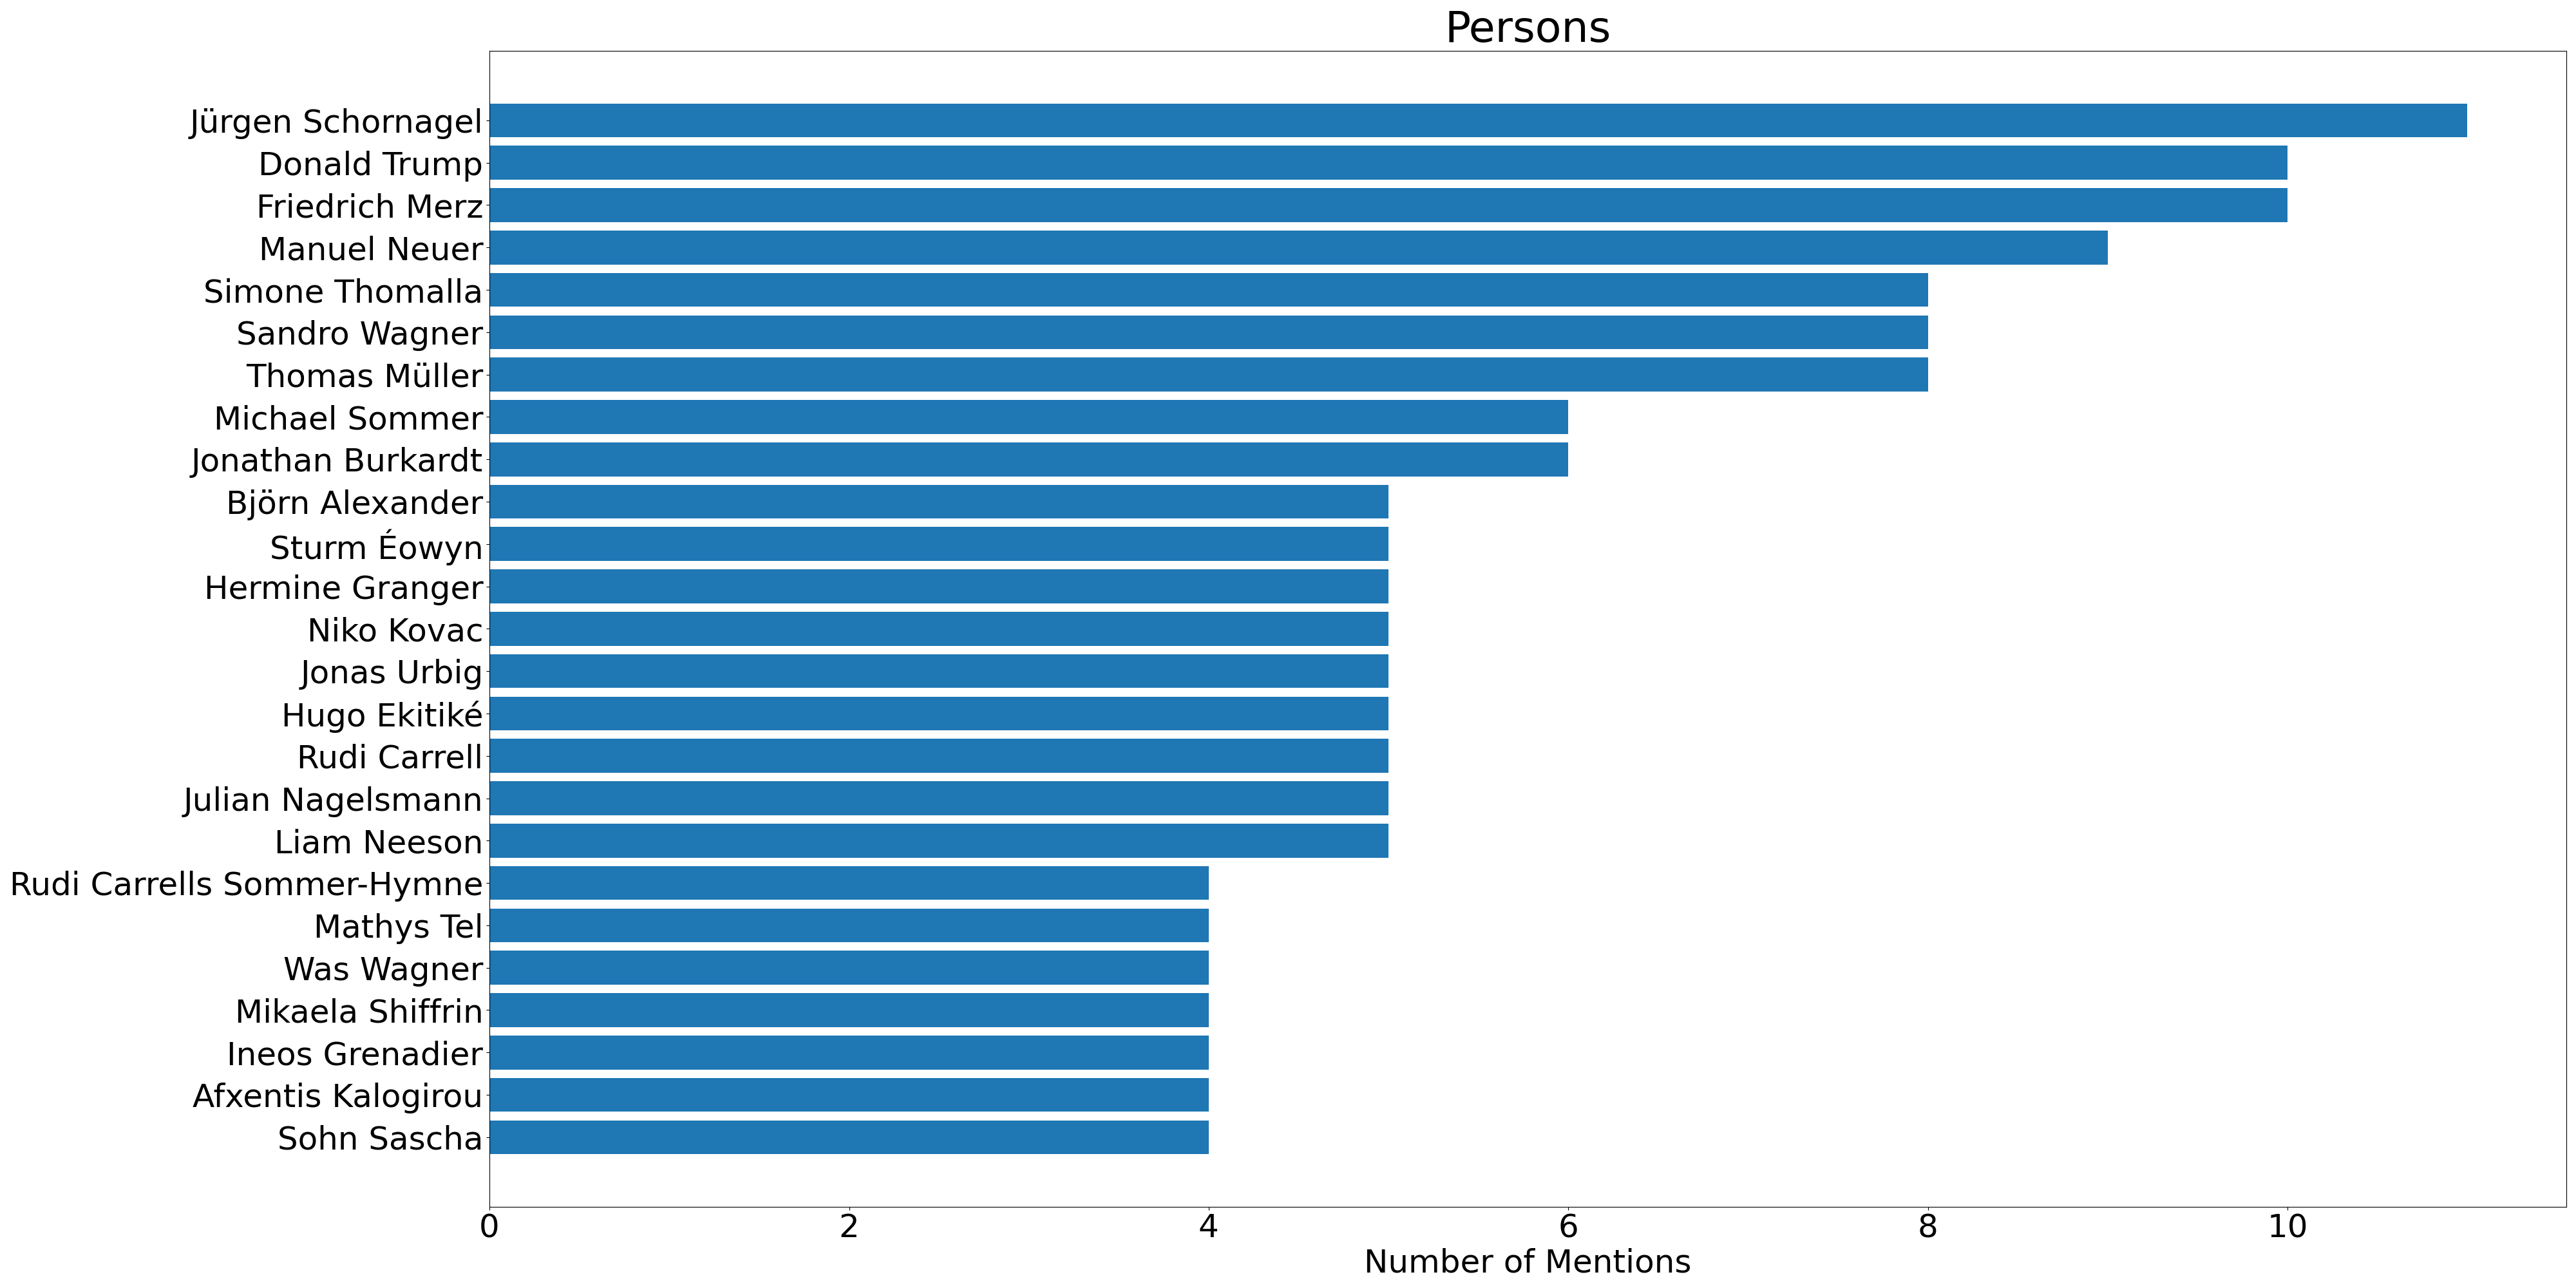 Persons
Jürgen Schornagel
Donald Trump
Friedrich Merz
Manuel Neuer
Simone Thomalla
Sandro Wagner
Thomas Müller
Michael Sommer
Jonathan Burkardt
Björn Alexander
Sturm Éowyn
Hermine Granger
Niko Kovac
Jonas Urbig
Hugo Ekitiké
Rudi Carrell
Julian Nagelsmann
Liam Neeson
Rudi Carrells Sommer-Hymne
Mathys Tel
Was Wagner
Mikaela Shiffrin
Ineos Grenadier
Afxentis Kalogirou
Sohn Sascha
0 2 4 6 8 10
Number of Mentions